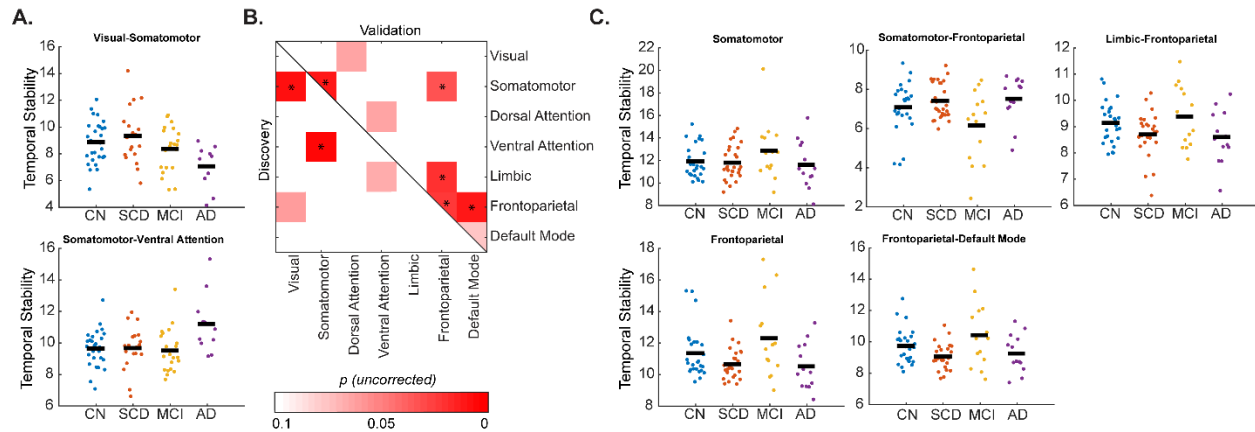 A.
Visual-Somatomotor
Temporal Stability
16
14
12
10
8
6
4
CN SCD MCI AD
Somatomotor-Ventral Attention
Temporal Stability
16
14
12
10
8
6
CN SCD MCI AD
B.
Validation
Discovery
Visual
Somatomotor
Dorsal Attention
Ventral Attention
Limbic
Frontoparietal
Default Mode
* * *
*
*
* *
Visual
Somatomotor
Dorsal Attention
Ventral Attention
Limbic
Frontoparietal
Default Mode
p (uncorrected)
0.1 0.05 0
C.
Somatomotor
Temporal Stability
22
20
18
16
14
12
10
8
CN SCD MCI AD
Somatomotor-Frontoparietal
10
8
6
4
2
CN SCD MCI AD
Limbic-Frontoparietal
12
11
10
9
8
7
6
CN SCD MCI AD
Frontoparietal
Temporal Stability
18
16
14
12
10
8
CN SCD MCI AD
Frontoparietal-Default Mode
16
14
12
10
8
6
CN SCD MCI AD